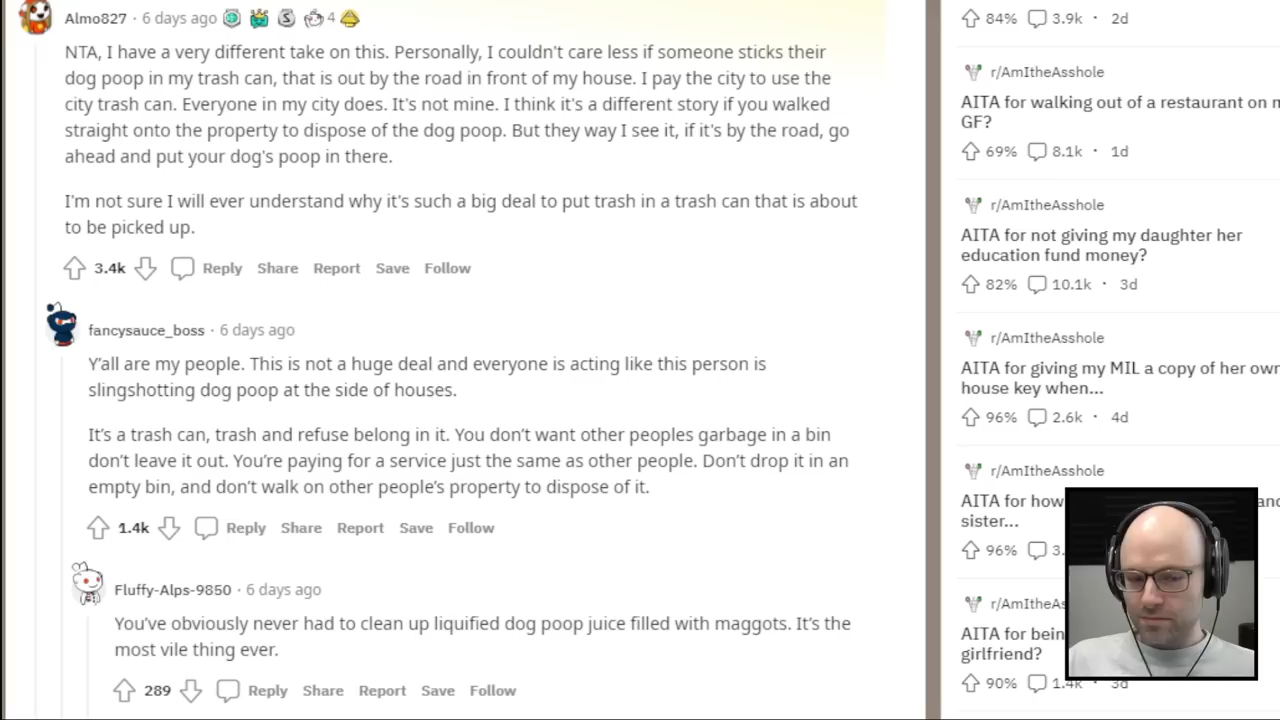 Almo827 · 6 days ago 4
NTA, I have a very different take on this. Personally, I couldn't care less if someone sticks their
dog poop in my trash can, that is out by the road in front of my house. I pay the city to use the
city trash can. Everyone in my city does. It's not mine. I think it's a different story if you walked
straight onto the property to dispose of the dog poop. But they way I see it, if it's by the road, go
ahead and put your dog's poop in there.
I'm not sure I will ever understand why it's such a big deal to put trash in a trash can that is about
to be picked up.
3.4k Reply Share Report Save Follow
fancysauce_boss · 6 days ago
Y'all are my people. This is not a huge deal and everyone is acting like this person is
slingshotting dog poop at the side of houses.
It's a trash can, trash and refuse belong in it. You don't want other peoples garbage in a bin
don't leave it out. You're paying for a service just the same as other people. Don't drop it in an
empty bin, and don't walk on other people's property to dispose of it.
1.4k Reply Share Report Save Follow
Fluffy-Alps-9850 · 6 days ago
You've obviously never had to clean up liquified dog poop juice filled with maggots. It's the
most vile thing ever.
289 Reply Share Report Save Follow
84% 3.9k · 2d
r/AmItheAsshole
AITA for walking out of a restaurant on
GF?
69% 8.1k · 1d
r/AmItheAsshole
AITA for not giving my daughter her
education fund money?
82% 10.1k · 3d
r/AmItheAsshole
AITA for giving my MIL a copy of her own
house key when...
96% 2.6k · 4d
r/AmItheAsshole
AITA for how
sister...
96% 3.
r/AmItheAs
AITA for bein
girlfriend?
90% 1.4k · 3d